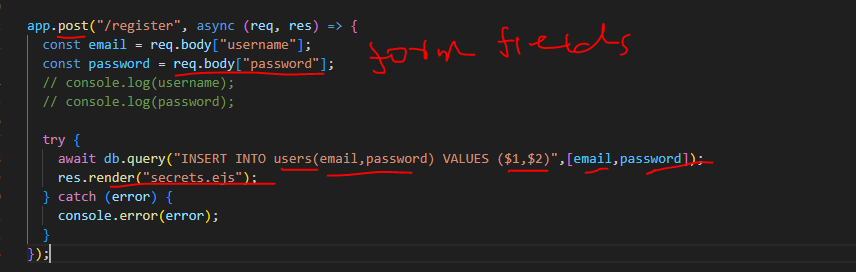 app.post("/register", async (req, res) => {
const email = req.body["username"];
const password = req.body["password"];
form fields
// console.log(username);
// console.log(password);
try {
await db.query("INSERT INTO users(email,password) VALUES ($1,$2)",[email,password]);
res.render("secrets.ejs");
} catch (error) {
console.error(error);
}
});